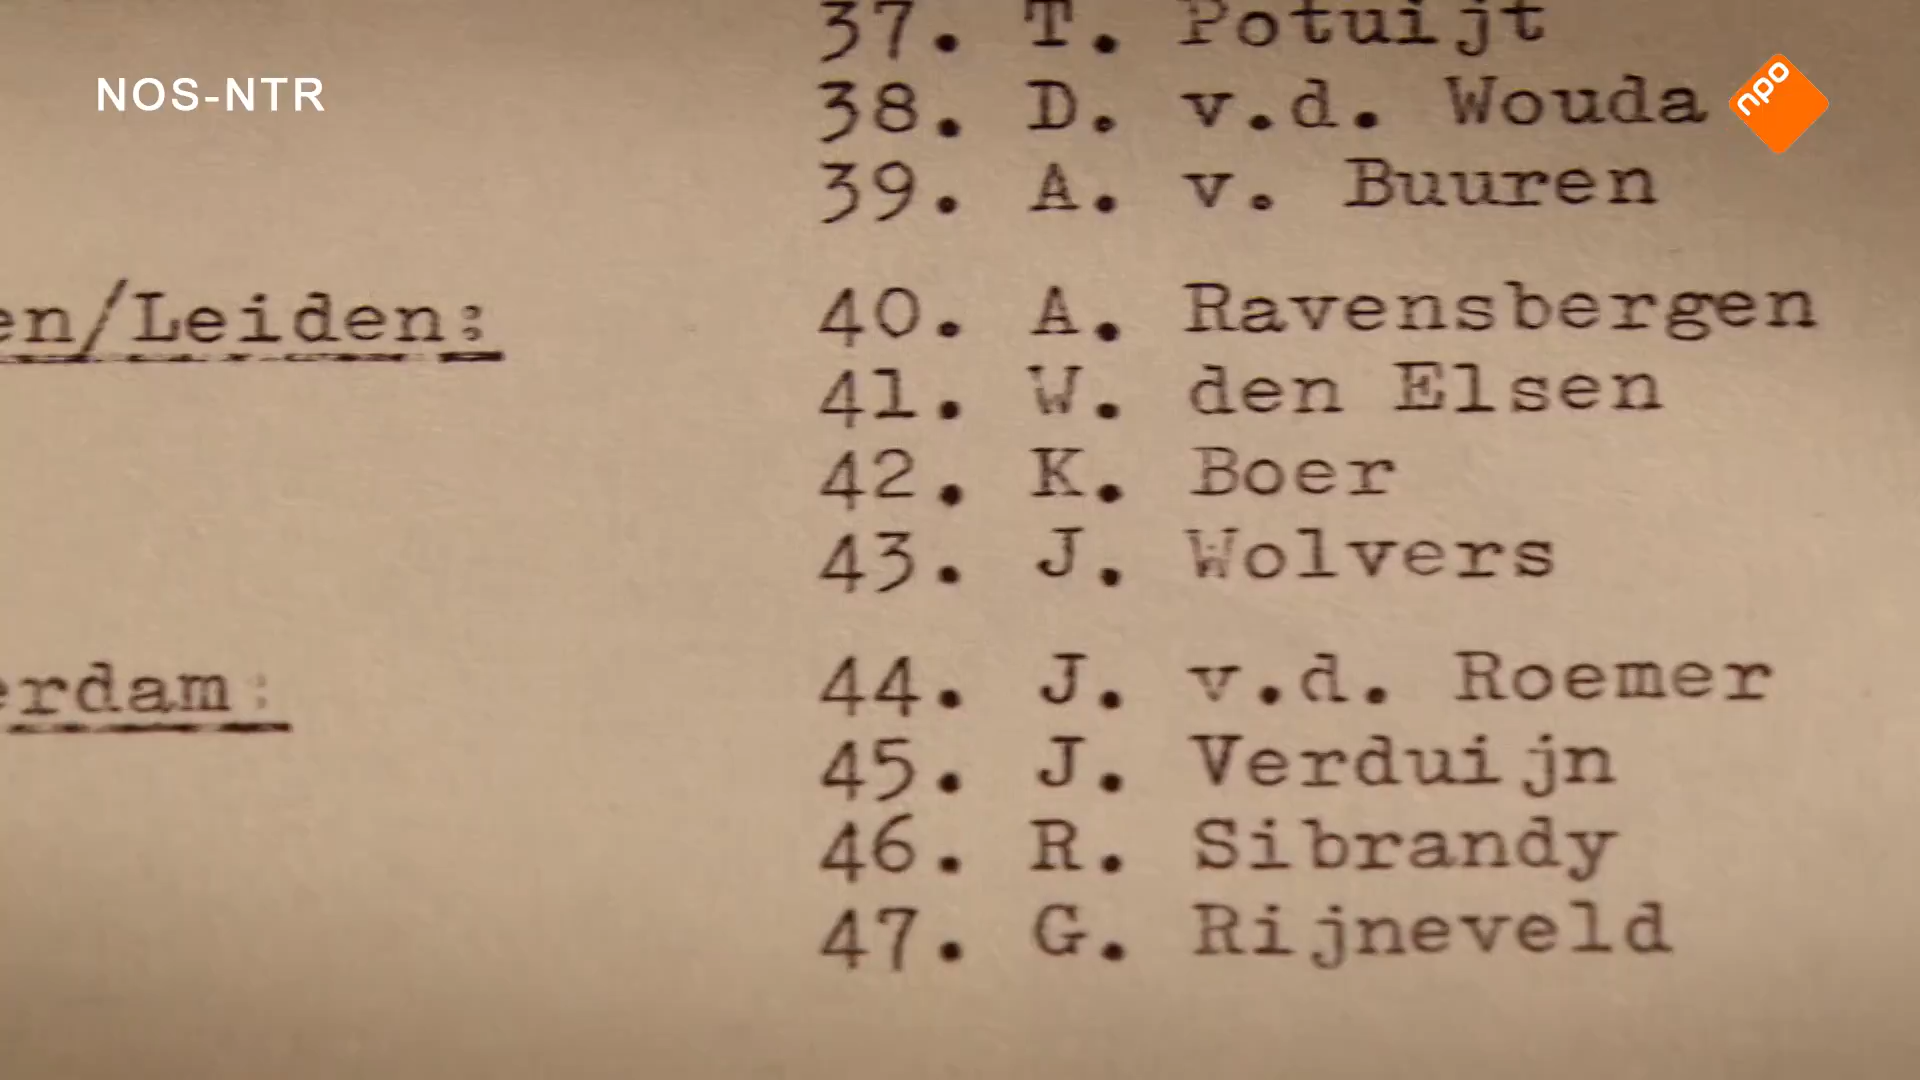 37. T. Potuijt
NOS-NTR
npo
38. D. v.d. Wouda
39. A. v. Buuren
en/Leiden:
40. A. Ravensbergen
41. W. den Elsen
42. K. Boer
43. J. Wolvers
erdam:
44. J. v.d. Roemer
45. J. Verduijn
46. R. Sibrandy
47. G. Rijneveld